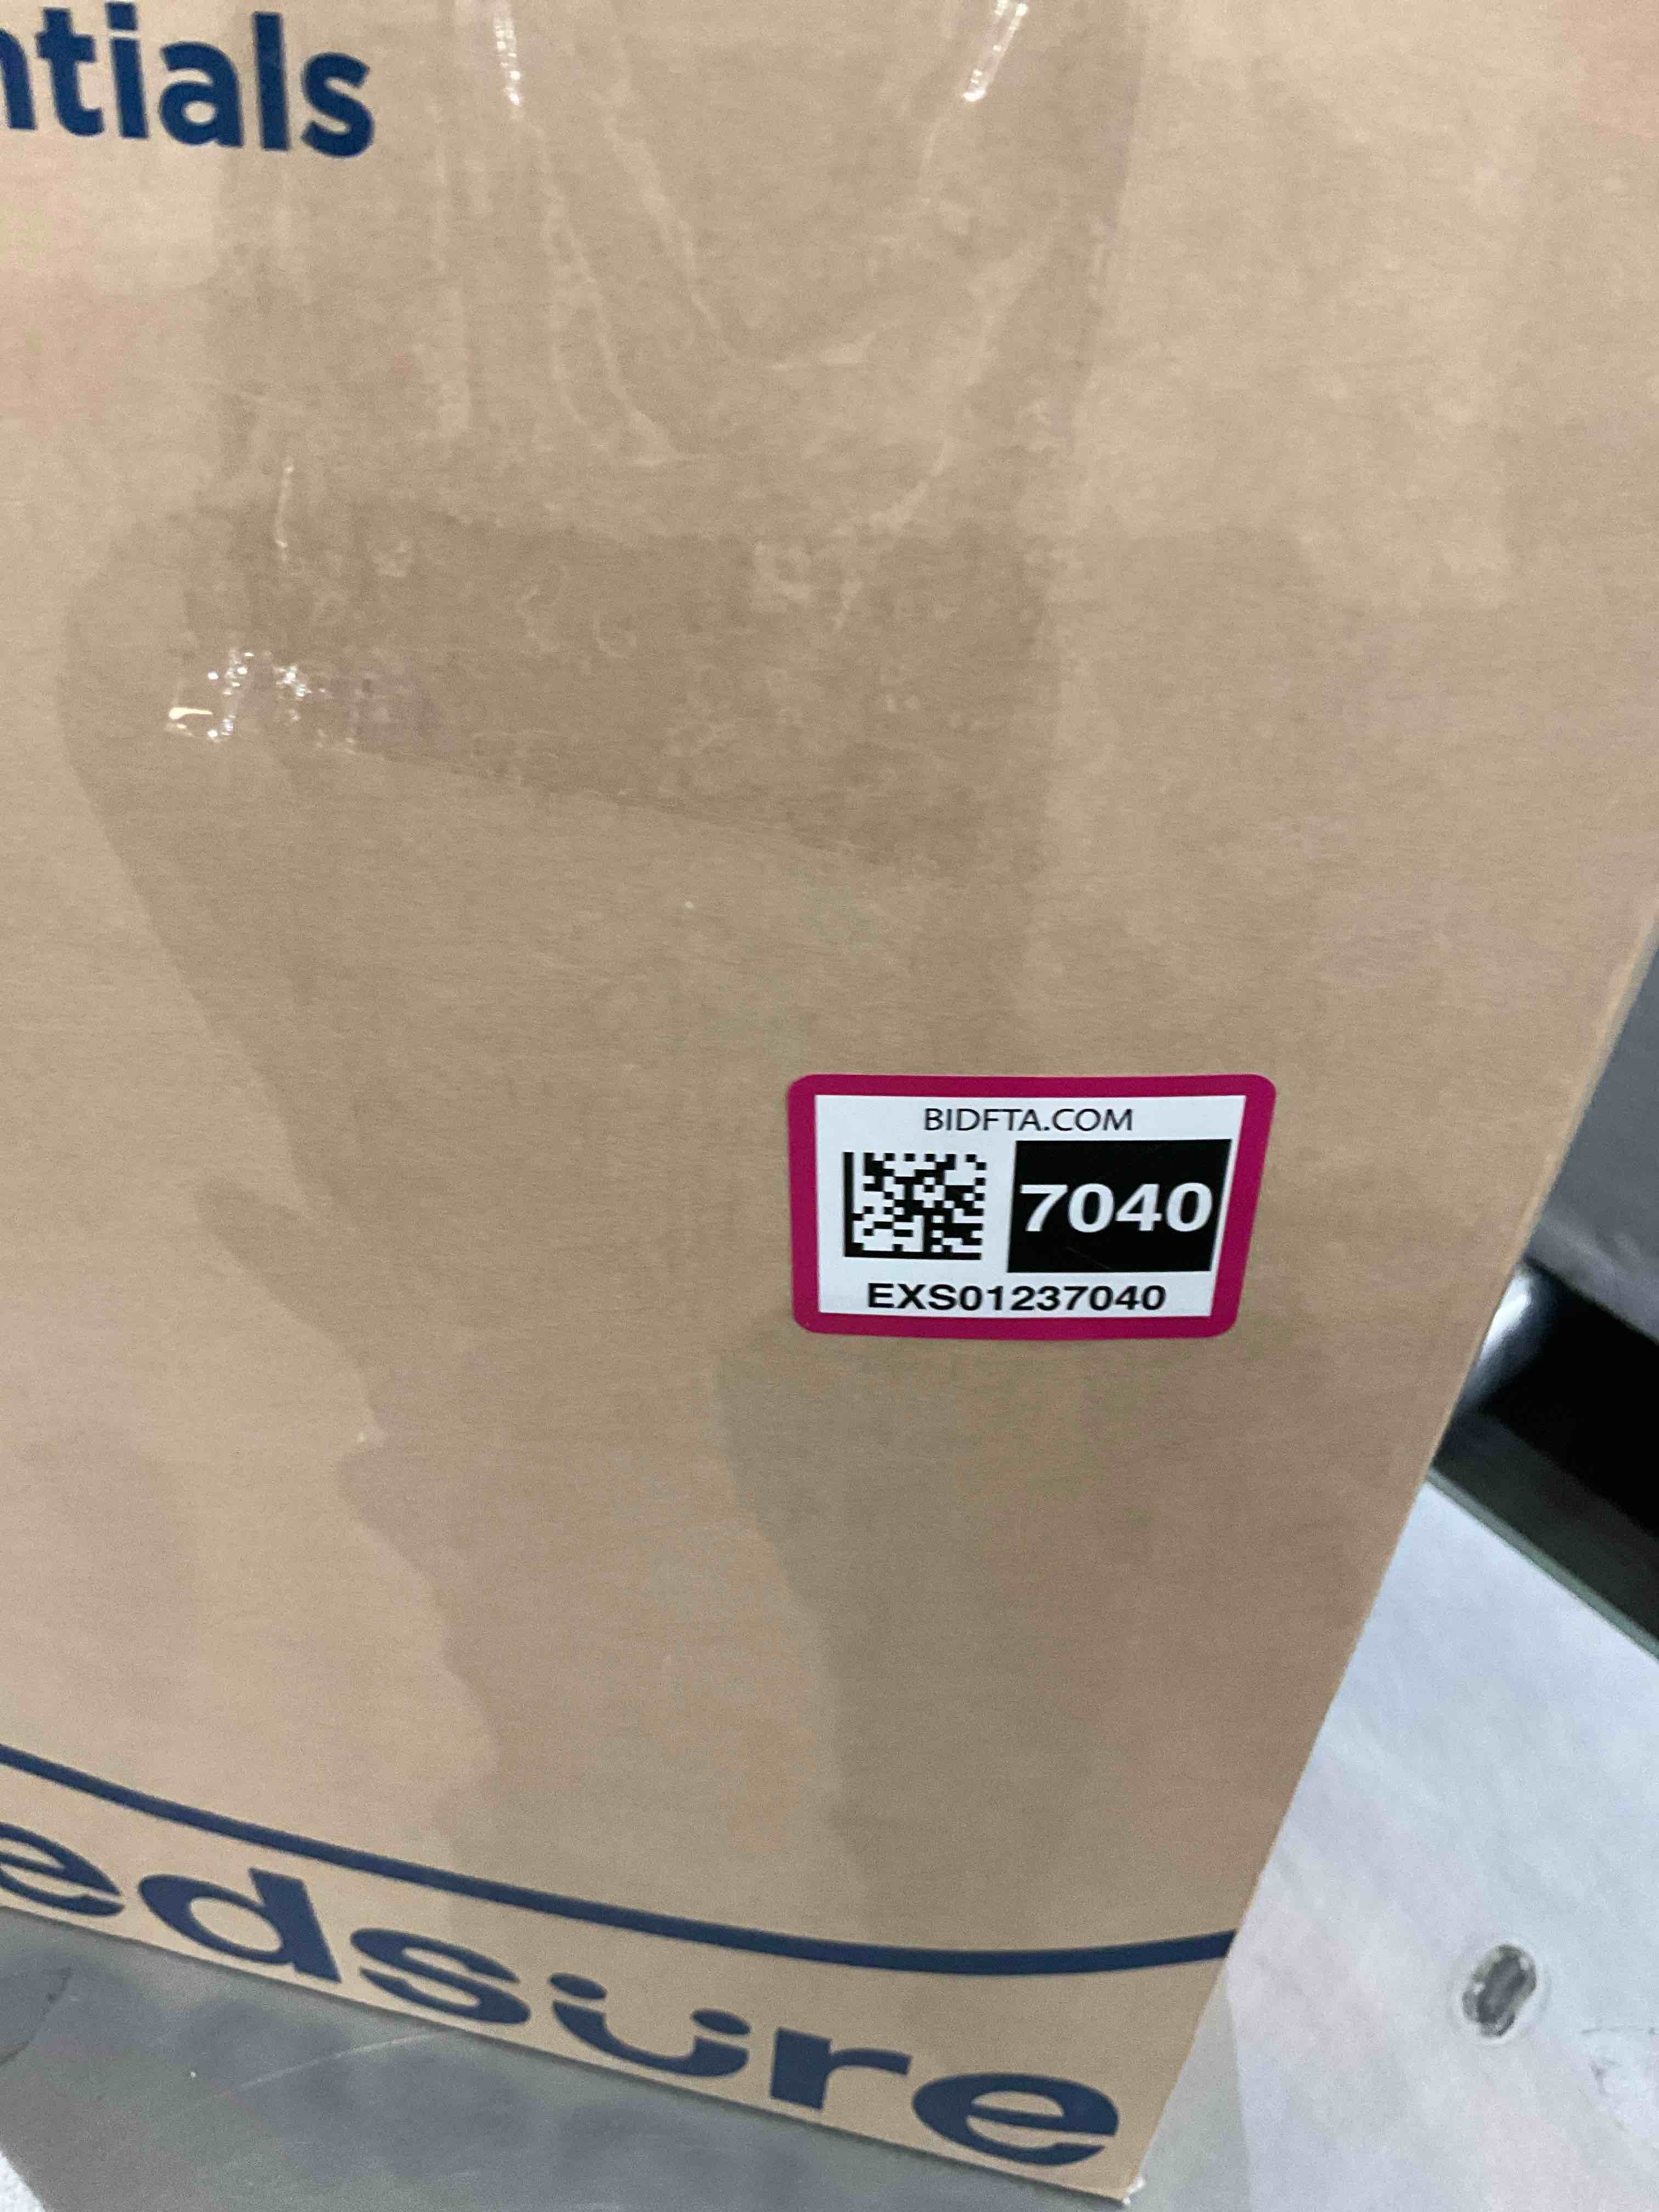 ntials
BIDFTA.COM
7040
EXS01237040
edsure